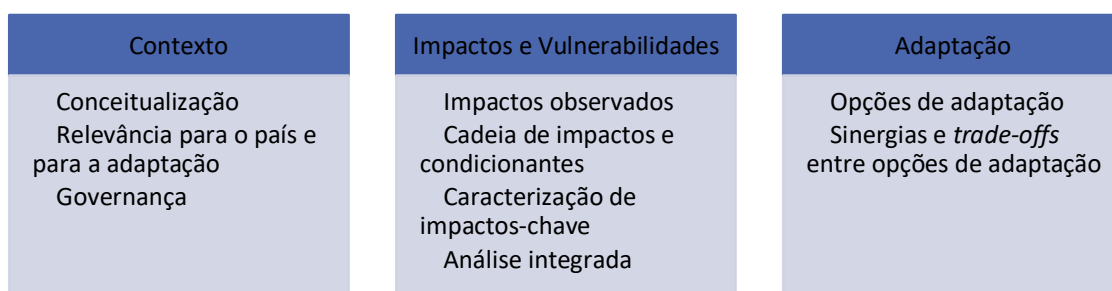 Contexto
Conceitualização
Relevância para o país e
para a adaptação
Governança
Impactos e Vulnerabilidades
Impactos observados
Cadeia de impactos e
condicionantes
Caracterização de
impactos-chave
Análise integrada
Adaptação
Opções de adaptação
Sinergias e trade-offs
entre opções de adaptação